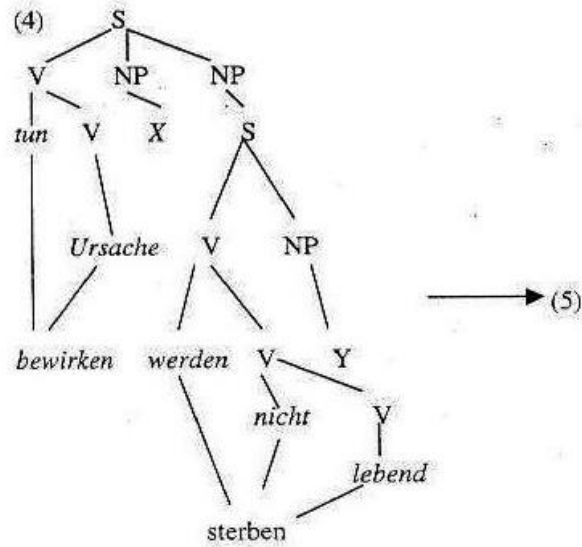 (4) S
V NP NP
tun V X S
Ursache V NP
(5)
bewirken werden V Y
nicht V
lebend
sterben